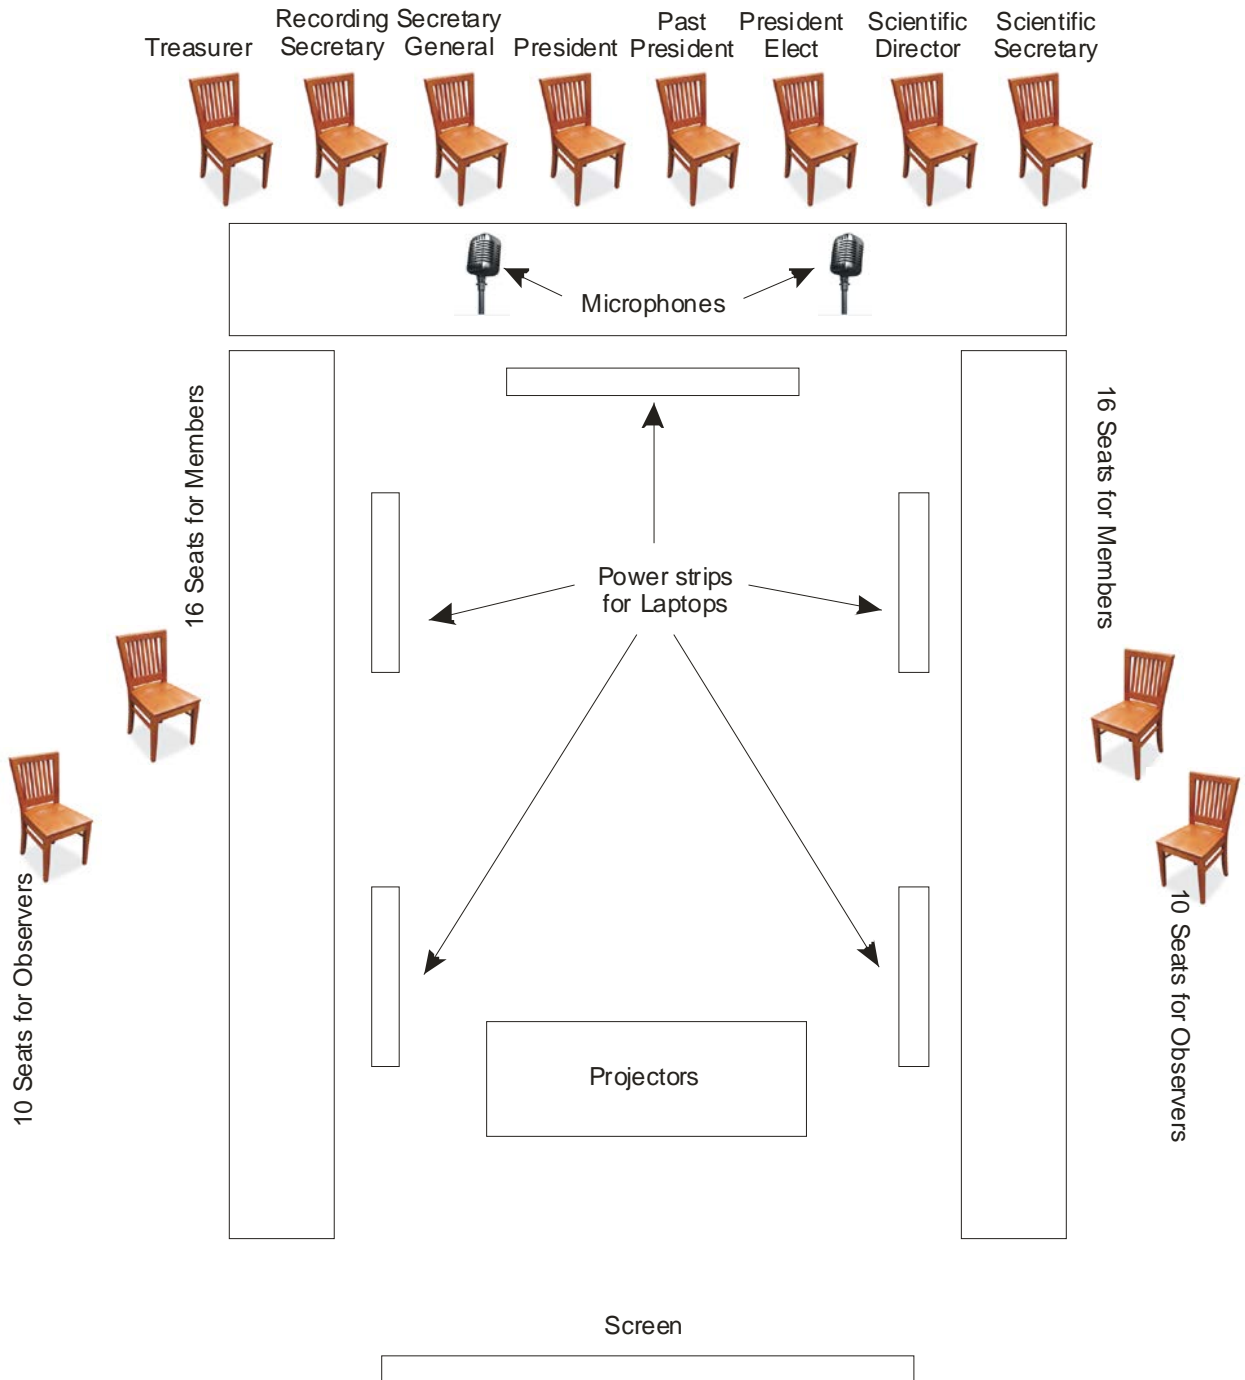 Treasurer
Recording
Secretary
Secretary
General
President
Past
President
President
Elect
Scientific
Director
Scientific
Secretary
Microphones
16 Seats for Members
16 Seats for Members
Power strips
for Laptops
10 Seats for Observers
10 Seats for Observers
Projectors
Screen